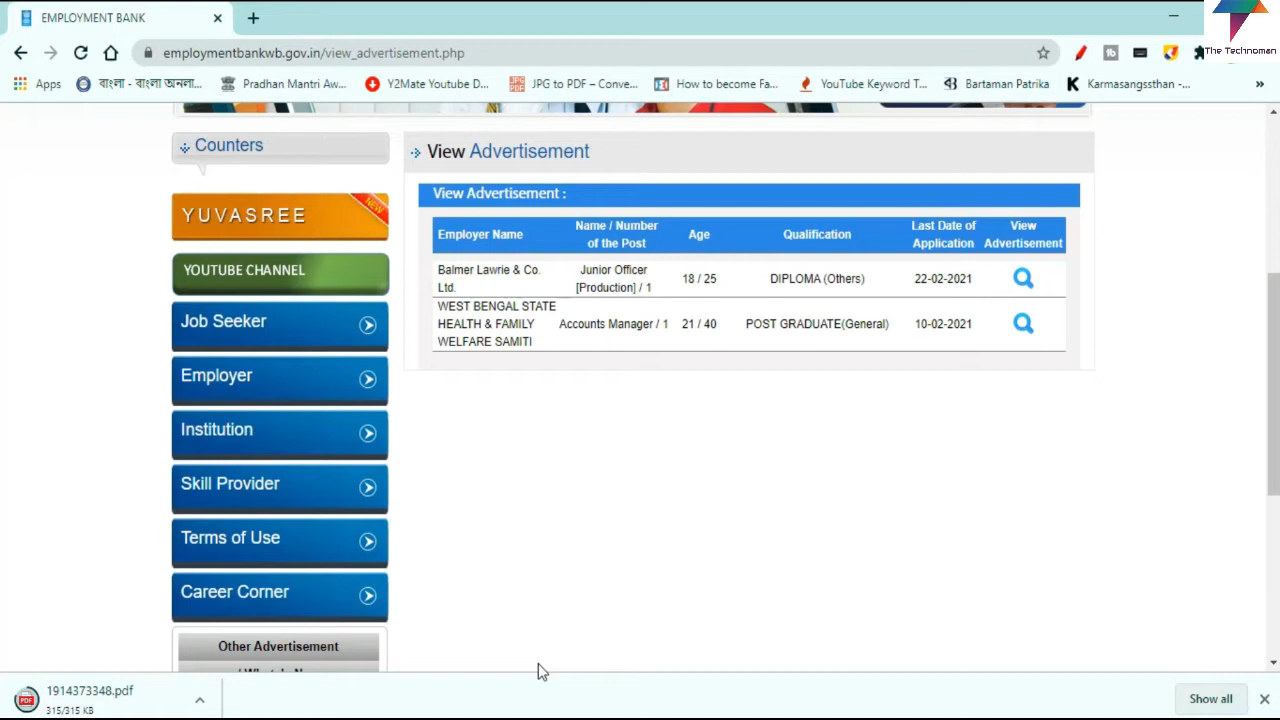 EMPLOYMENT BANK
The Technoman
employmentbankwb.gov.in/view_advertisement.php
Apps
বাংলা - বাংলা অনলা...
Pradhan Mantri Aw...
Y2Mate Youtube D...
JPG to PDF – Conve...
How to become Fa...
YouTube Keyword T...
Bartaman Patrika
Karmasangssthan -...
»
Counters
YUVASREE
NEW
YOUTUBE CHANNEL
Job Seeker
Employer
Institution
Skill Provider
Terms of Use
Career Corner
Other Advertisement
View Advertisement
View Advertisement :
Employer Name
Name / Number
of the Post
Age
Qualification
Last Date of
Application
View
Advertisement
Balmer Lawrie & Co.
Ltd.
Junior Officer
[Production] / 1
18 / 25
DIPLOMA (Others)
22-02-2021
WEST BENGAL STATE
HEALTH & FAMILY
WELFARE SAMITI
Accounts Manager / 1
21 / 40
POST GRADUATE(General)
10-02-2021
PDF
1914373348.pdf
315/315 KB
Show all